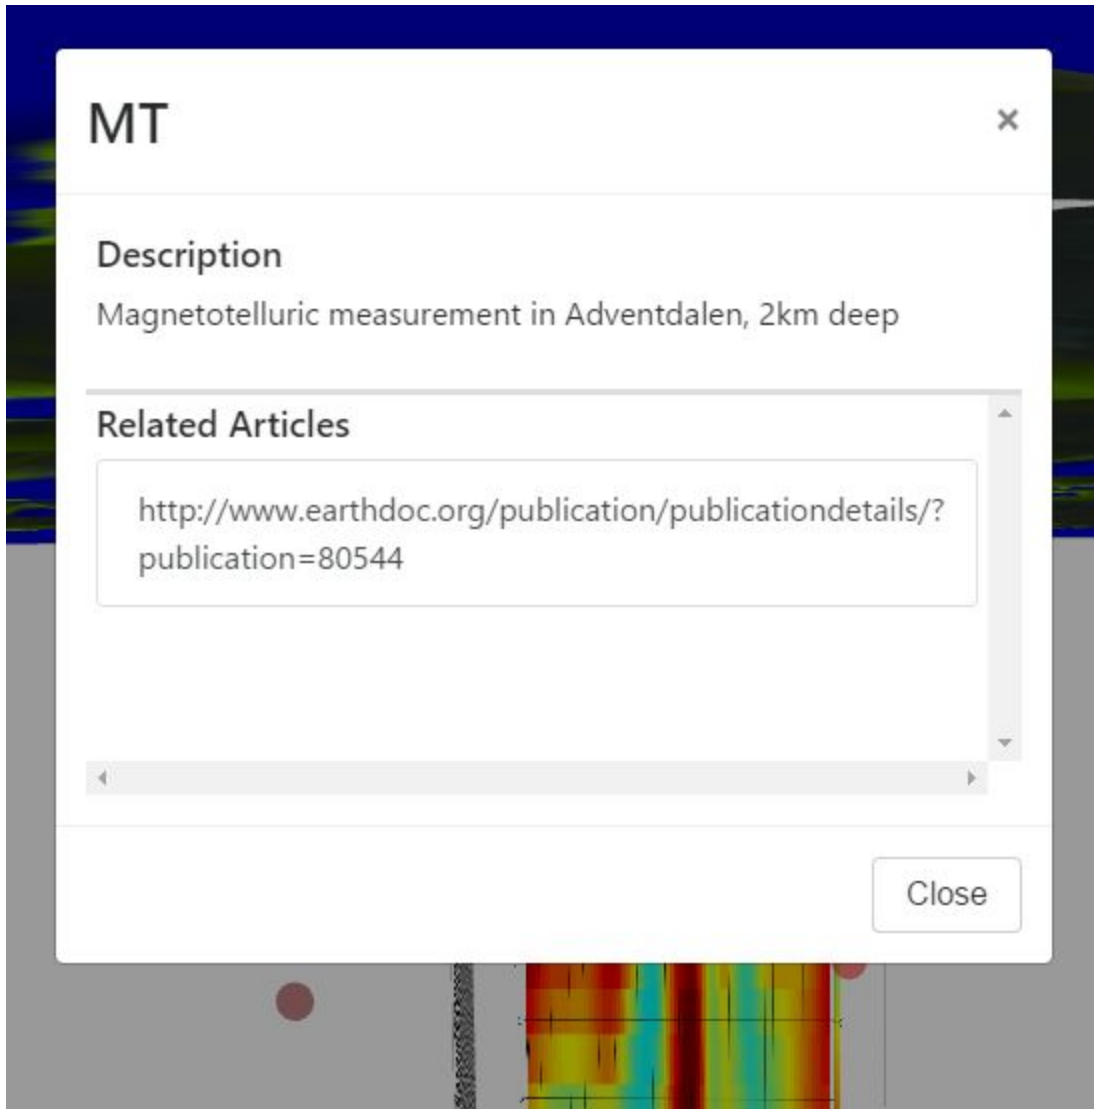 MT
×
Description
Magnetotelluric measurement in Adventdalen, 2km deep
Related Articles
http://www.earthdoc.org/publication/publicationdetails/?
publication=80544
Close